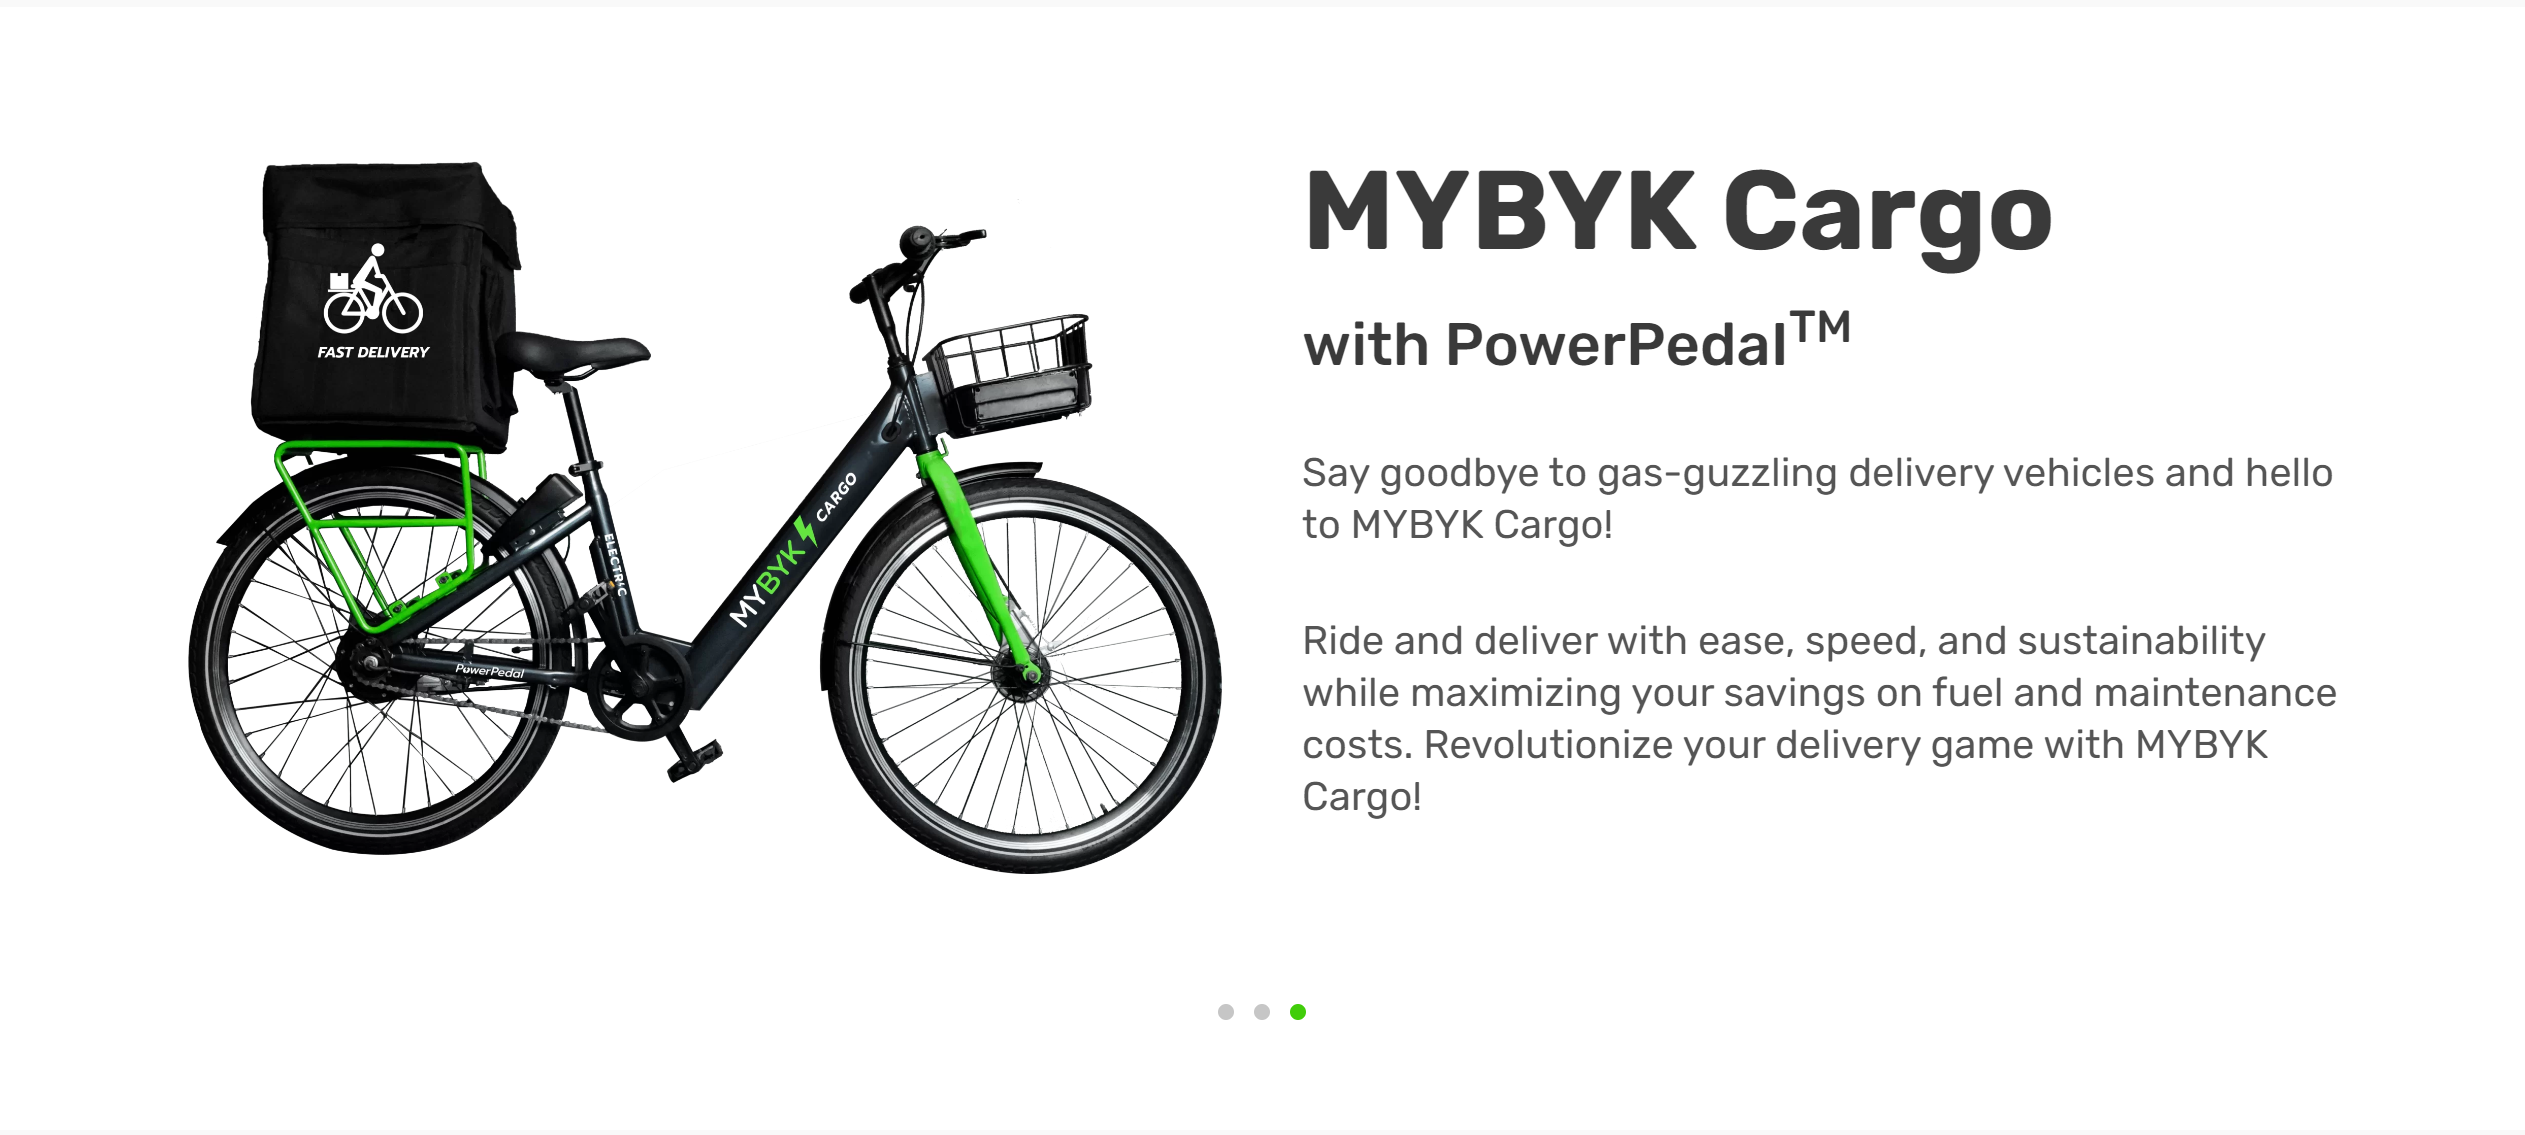 MYBYK Cargo
with PowerPedal™
Say goodbye to gas-guzzling delivery vehicles and hello
to MYBYK Cargo!
Ride and deliver with ease, speed, and sustainability
while maximizing your savings on fuel and maintenance
costs. Revolutionize your delivery game with MYBYK
Cargo!
FAST DELIVERY
MYBYK CARGO
ELECTRIC
PowerPedal